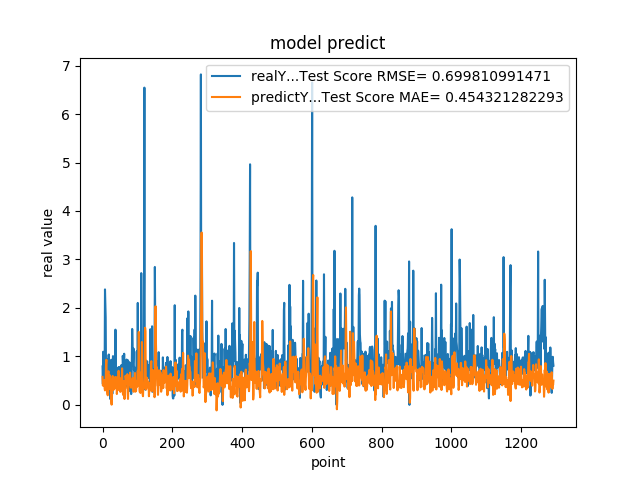 model predict
realY...Test Score RMSE= 0.699810991471
predictY...Test Score MAE= 0.454321282293
real value
7
6
5
4
3
2
1
0
0 200 400 600 800 1000 1200
point